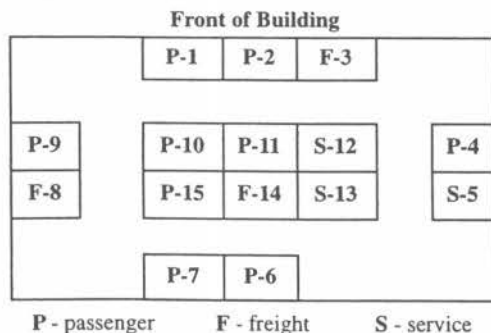 Front of Building
P-1 P-2 F-3
P-9 P-10 P-11 S-12 P-4
F-8 P-15 F-14 S-13 S-5
P-7 P-6
P - passenger F - freight S - service